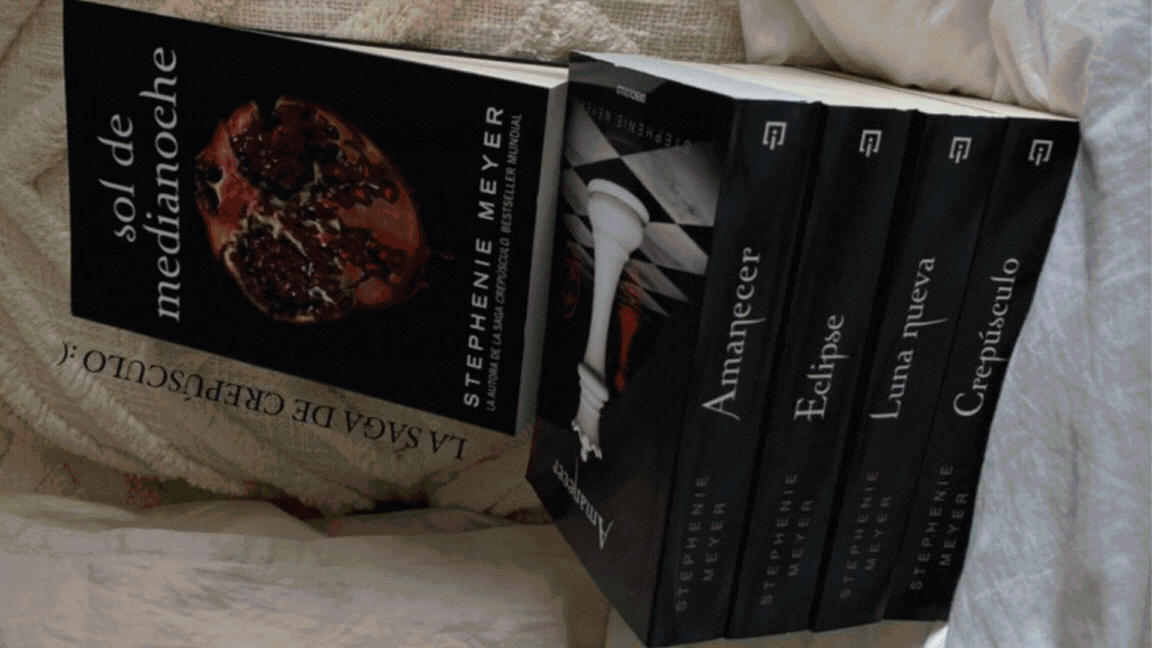 sol de
medianoche
STEPHENIE MEYER
LA AUTORA DE LA SAGA CREPÚSCULO, BESTSELLER MUNDIAL
LA SAGA DE CREPÚSCULO :(
STEPHENIE MEYER
Amanecer
Amanecer
STEPHENIE
MEYER
Eclipse
STEPHENIE
MEYER
Luna nueva
STEPHENIE
MEYER
Crepúsculo
STEPHENIE
MEYER